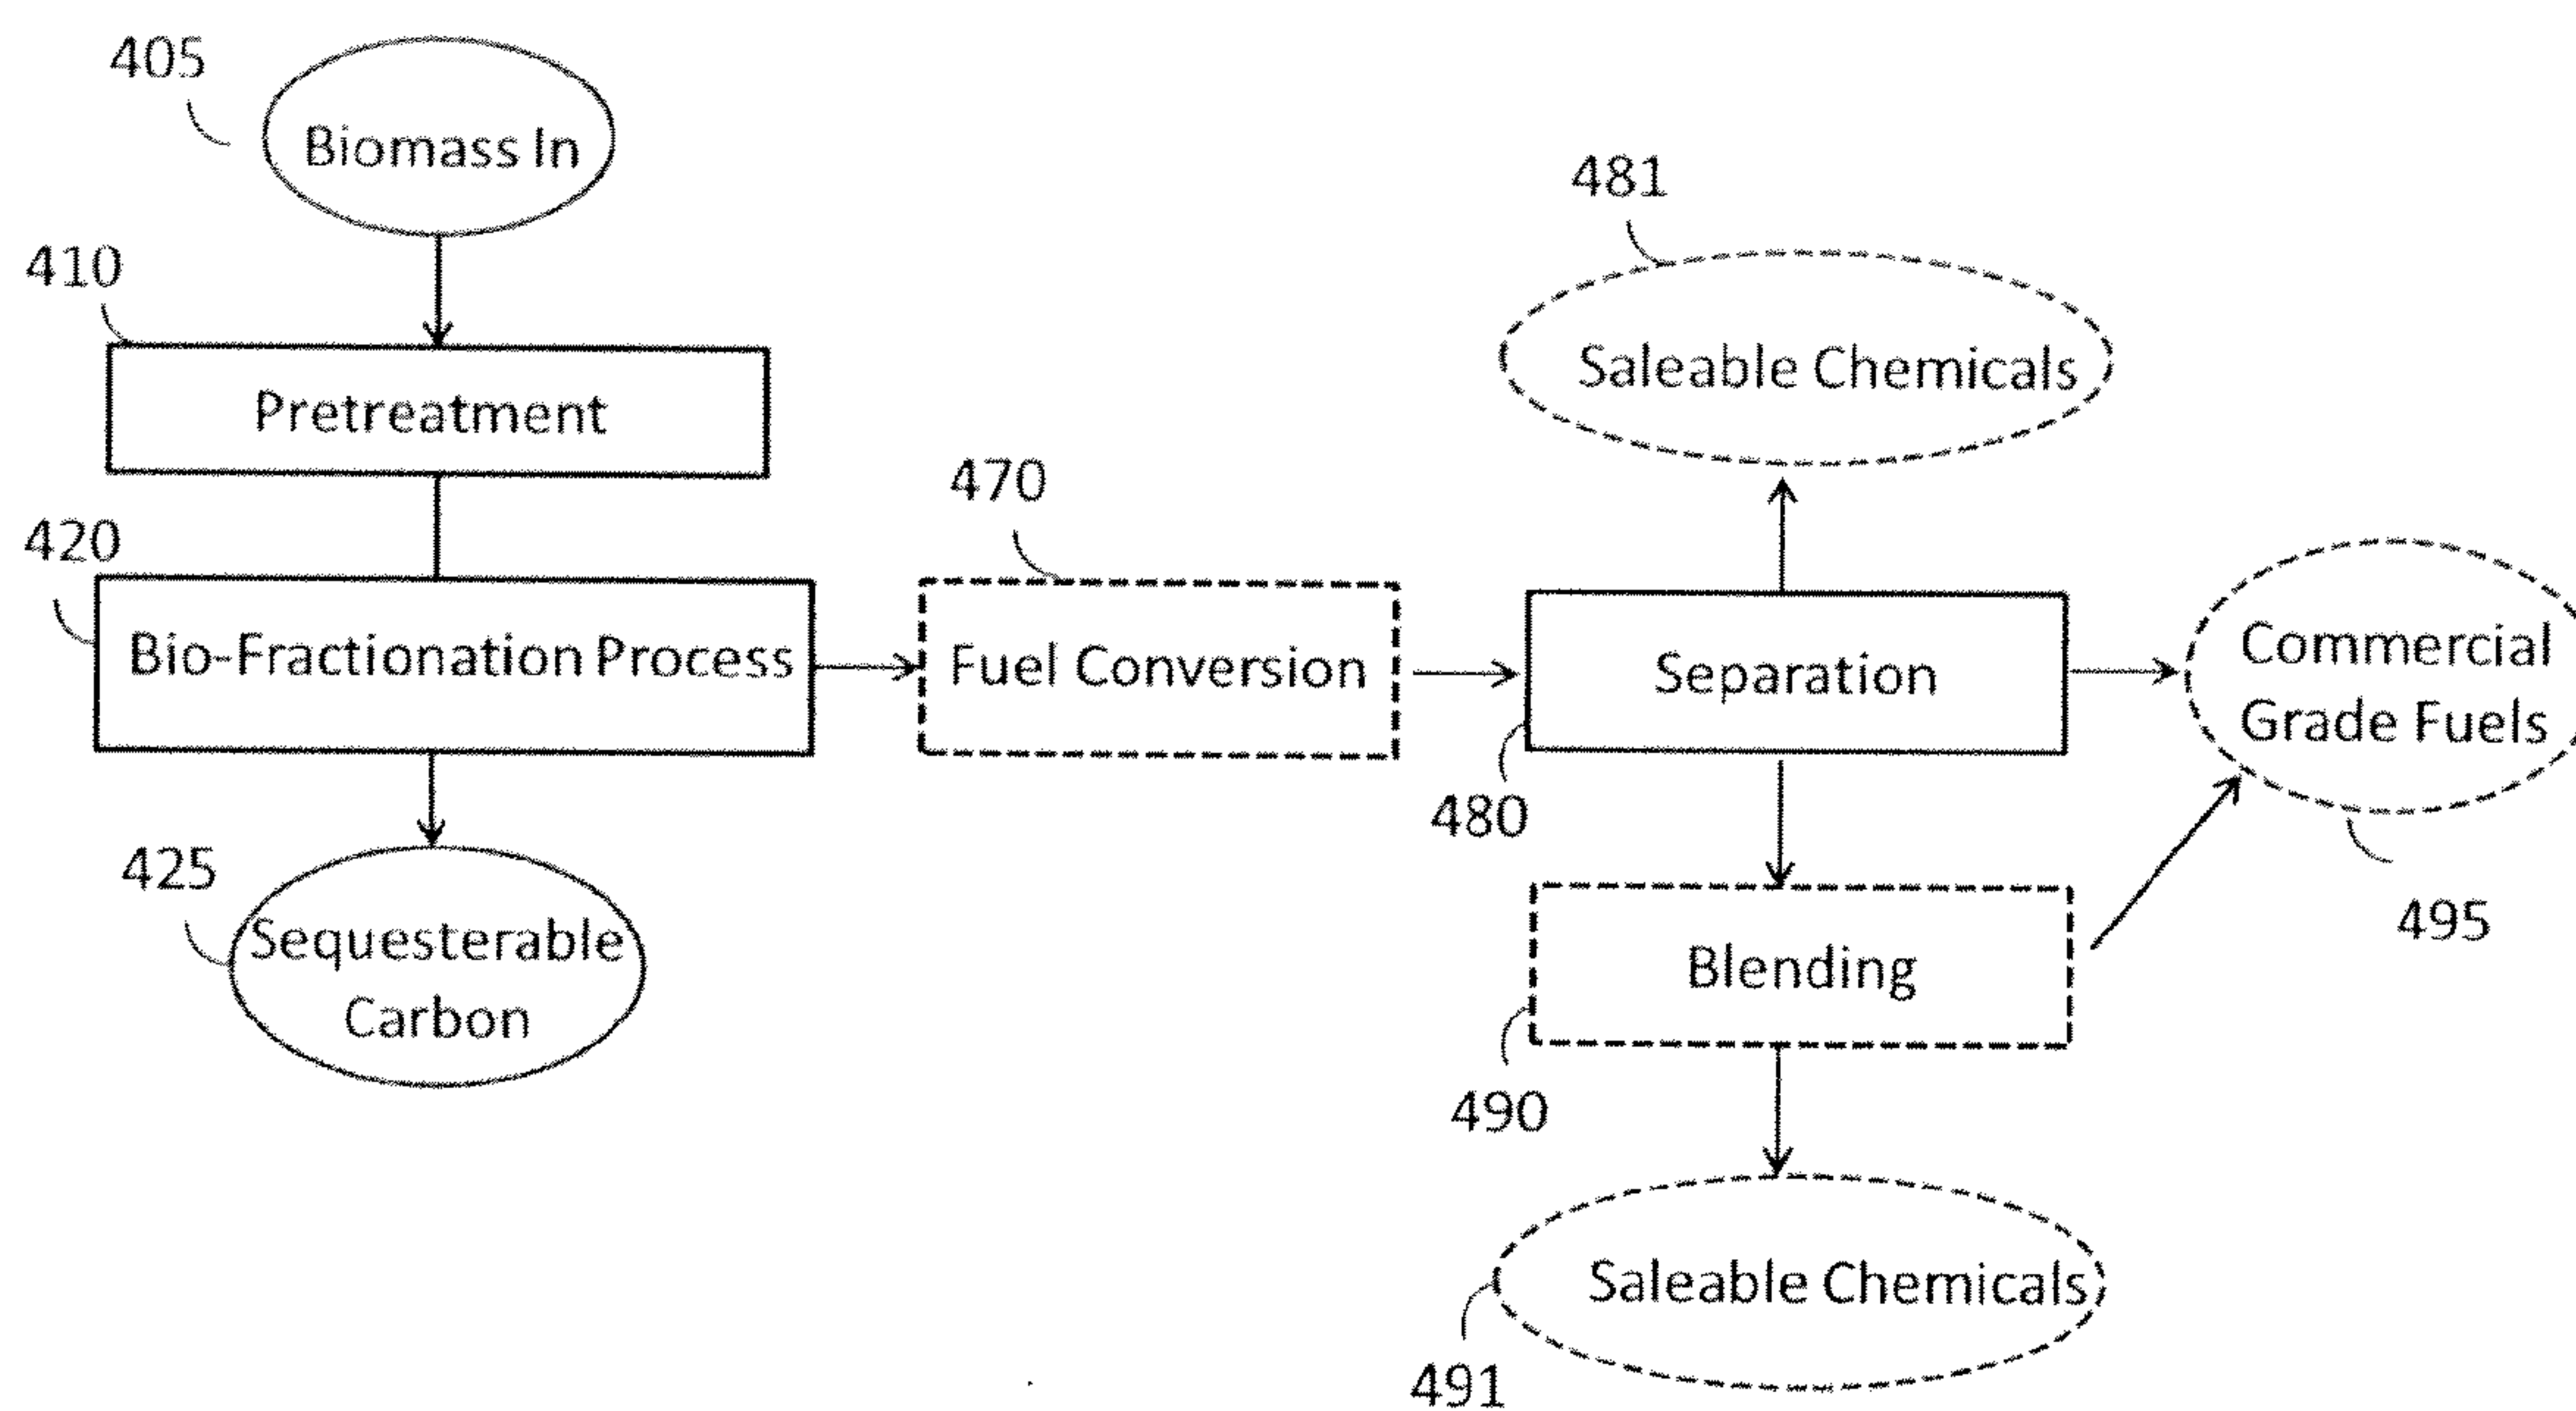 405
Biomass In
410
Pretreatment
420
Bio-Fractionation Process
425
Sequesterable
Carbon
470
Fuel Conversion
481
Saleable Chemicals
Separation
480
Commercial
Grade Fuels
495
Blending
490
Saleable Chemicals
491